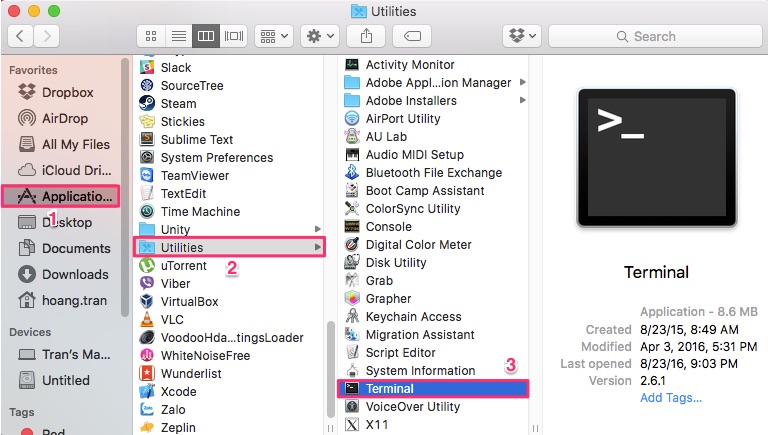 Utilities
Search
Favorites
Dropbox
AirDrop
All My Files
iCloud Dri...
Applicatio...
1
Desktop
Documents
Downloads
hoang.tran
Devices
Tran's Ma...
Untitled
Tags
Red
Slack
SourceTree
Steam
Stickies
Sublime Text
System Preferences
TeamViewer
TextEdit
Time Machine
Unity
Utilities
2
uTorrent
Viber
VirtualBox
VLC
VoodooHda...tingsLoader
WhiteNoiseFree
Wunderlist
Xcode
Zalo
Zeplin
Activity Monitor
Adobe Appl...ion Manager
Adobe Installers
AirPort Utility
AU Lab
Audio MIDI Setup
Bluetooth File Exchange
Boot Camp Assistant
ColorSync Utility
Console
Digital Color Meter
Disk Utility
Grab
Grapher
Keychain Access
Migration Assistant
Script Editor
System Information
3
Terminal
VoiceOver Utility
X11
>_
Terminal
Application - 8.6 MB
Created 8/23/15, 8:49 AM
Modified Apr 3, 2016, 5:31 PM
Last opened 8/23/16, 9:03 PM
Version 2.6.1
Add Tags...